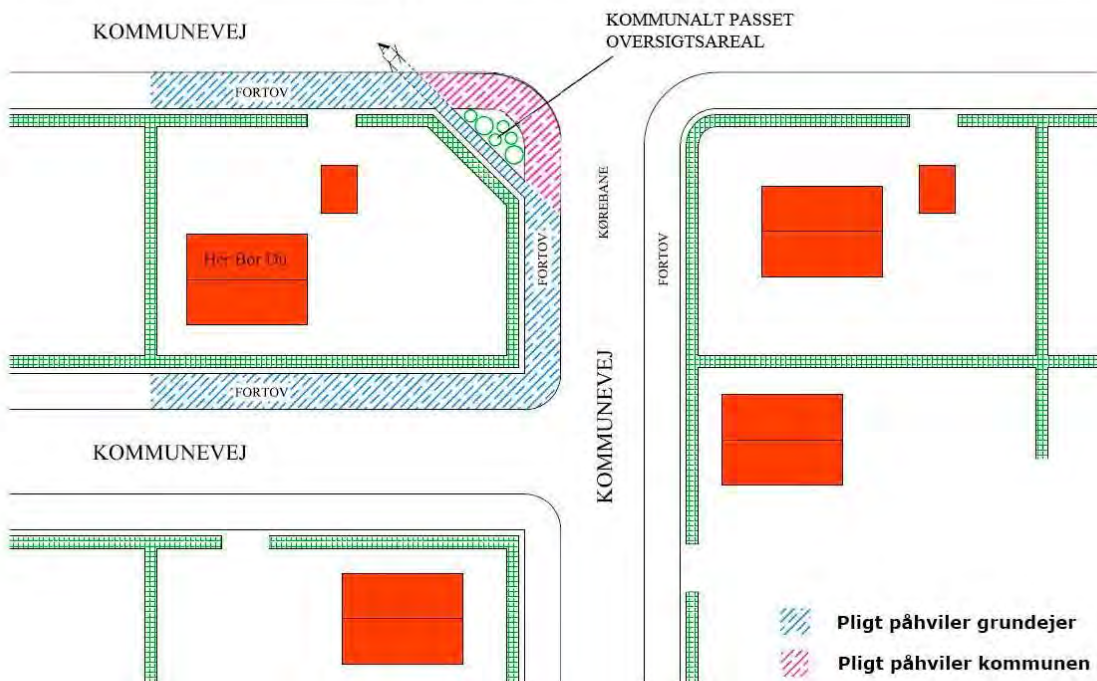 KOMMUNALT PASSET
OVERSIGTSAREAL
KOMMUNEVEJ
FORTOV
KØREBANE
FORTOV
FORTOV
Her Bor Du
KOMMUNEVEJ
FORTOV
KOMMUNEVEJ
Pligt påhviler grundejer
Pligt påhviler kommunen